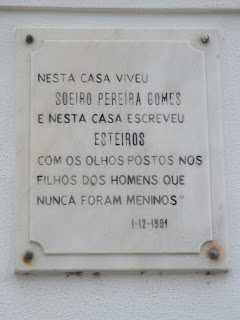 NESTA CASA VIVEU
SOEIRO PEREIRA GOMES
E NESTA CASA ESCREVEU
ESTEIROS
COM OS OLHOS POSTOS NOS
FILHOS DOS HOMENS QUE
NUNCA FORAM MENINOS"
1-12-1991